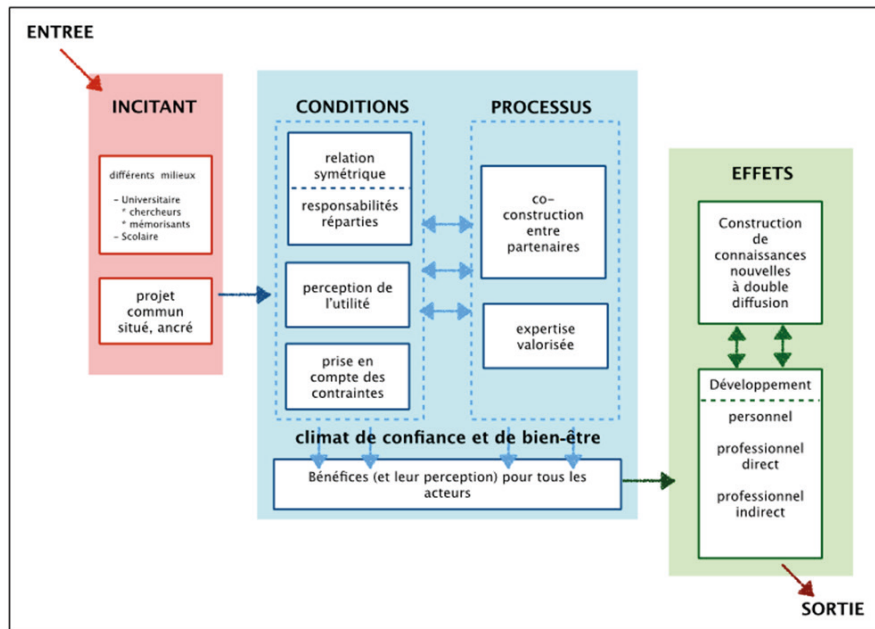 ENTREE
INCITANT
différents milieux
– Universitaire
* chercheurs
* mémorisants
– Scolaire
projet
commun
situé, ancré
CONDITIONS
relation
symétrique
responsabilités
réparties
perception de
l'utilité
prise en
compte des
contraintes
PROCESSUS
co-
construction
entre
partenaires
expertise
valorisée
climat de confiance et de bien-être
Bénéfices (et leur perception) pour tous les
acteurs
EFFETS
Construction
de
connaissances
nouvelles
à double
diffusion
Développement
personnel
professionnel
direct
professionnel
indirect
SORTIE